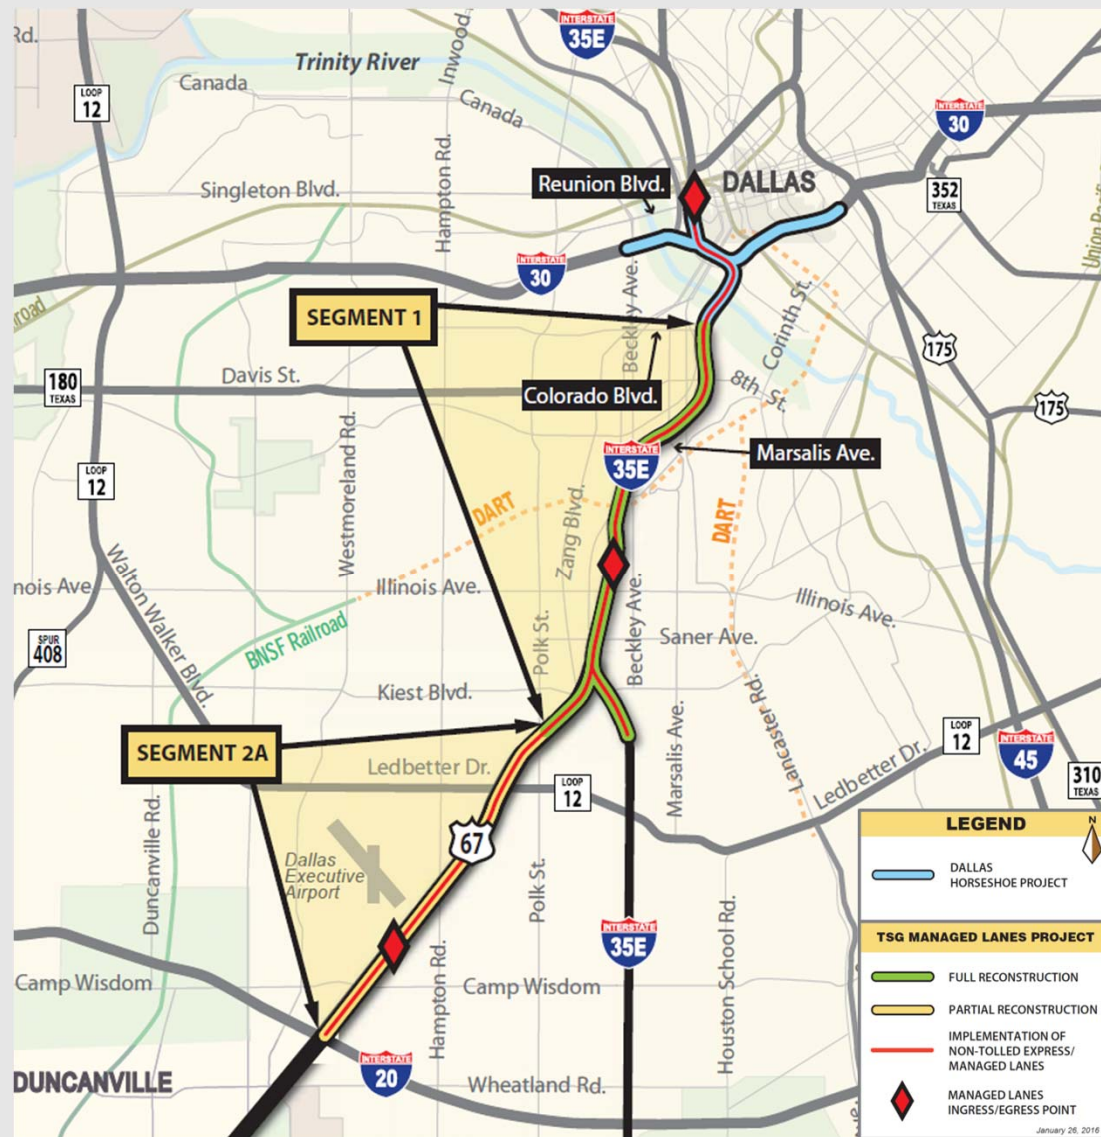 Rd.
INTERSTATE
35E
Inwood
Trinity River
Canada
LOOP
12
Canada
INTERSTATE
30
Hampton Rd.
Singleton Blvd.
Reunion Blvd.
DALLAS
352
TEXAS
Union Pacific
INTERSTATE
30
Beckley Ave.
SEGMENT 1
Corinth St.
road
175
180
TEXAS
Davis St.
Colorado Blvd.
8th St.
175
Westmoreland Rd.
INTERSTATE
35E
Marsalis Ave.
LOOP
12
DART
Zang Blvd.
DART
Walton Walker Blvd.
nois Ave.
Illinois Ave.
Beckley Ave.
Illinois Ave.
SPUR
408
BNSF Railroad
Polk St.
Saner Ave.
Kiest Blvd.
Marsalis Ave.
Lancaster Rd.
LOOP
12
SEGMENT 2A
Ledbetter Dr.
Ledbetter Dr.
INTERSTATE
45
310
TEXAS
LOOP
12
Duncanville Rd.
67
Dallas
Executive
Airport
Polk St.
Hampton Rd.
INTERSTATE
35E
Houston School Rd.
Camp Wisdom
Camp Wisdom
INTERSTATE
20
DUNCANVILLE
Wheatland Rd.
LEGEND
N
DALLAS
HORSESHOE PROJECT
TSG MANAGED LANES PROJECT
FULL RECONSTRUCTION
PARTIAL RECONSTRUCTION
IMPLEMENTATION OF
NON-TOLLED EXPRESS/
MANAGED LANES
MANAGED LANES
INGRESS/EGRESS POINT
January 26, 2016